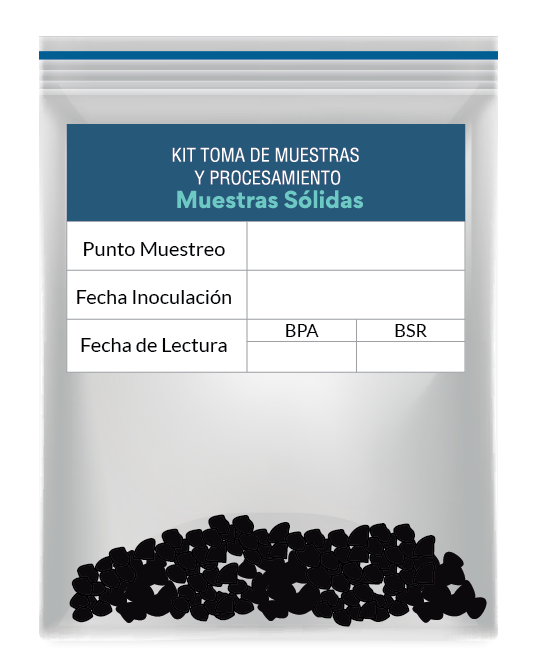 KIT TOMA DE MUESTRAS
Y PROCESAMIENTO
Muestras Sólidas
Punto Muestreo
Fecha Inoculación
Fecha de Lectura
BPA
BSR